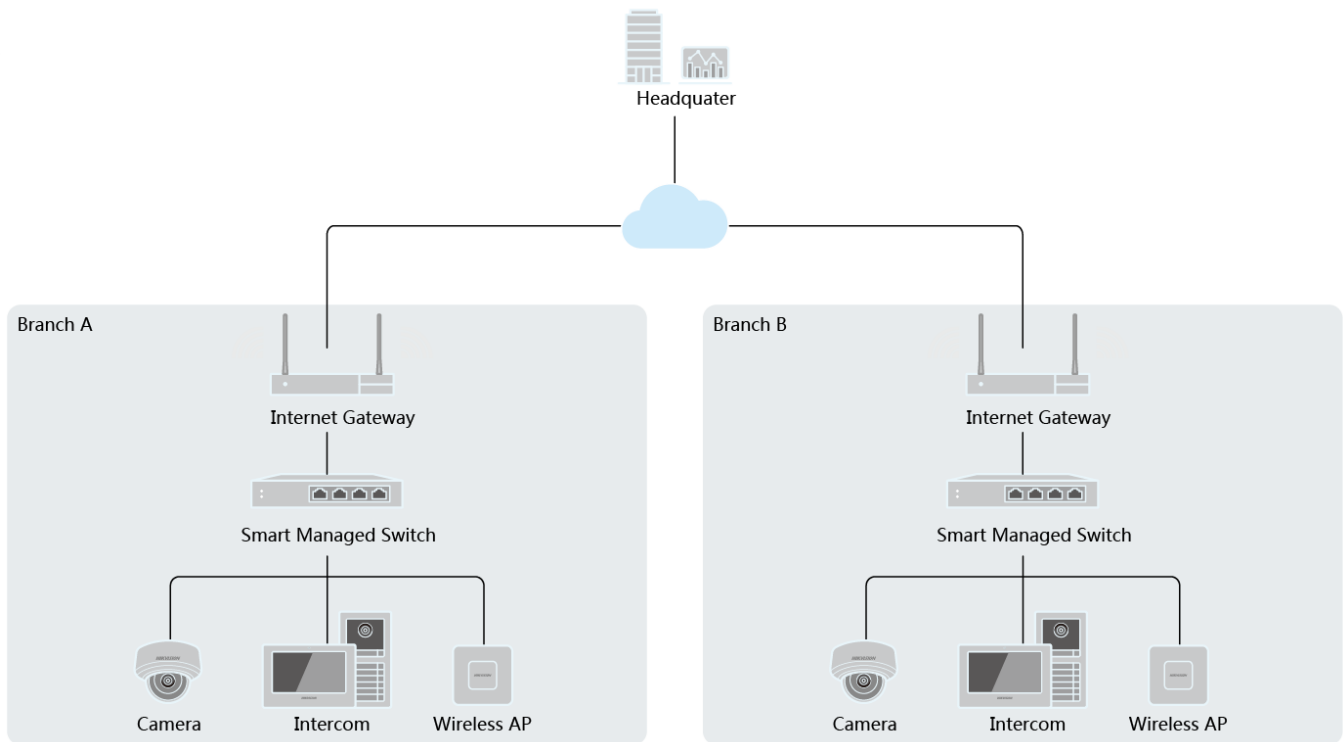 Headquater
Branch A
Branch B
Internet Gateway
Internet Gateway
Smart Managed Switch
Smart Managed Switch
Camera
Intercom
Wireless AP
Camera
Intercom
Wireless AP